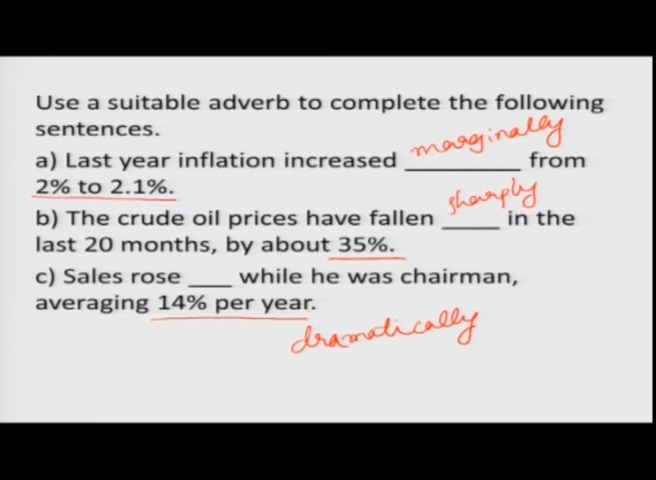 Use a suitable adverb to complete the following
sentences.
marginally
a) Last year inflation increased _________ from
2% to 2.1%.
sharply
b) The crude oil prices have fallen _____ in the
last 20 months, by about 35%.
c) Sales rose ___ while he was chairman,
averaging 14% per year.
dramatically